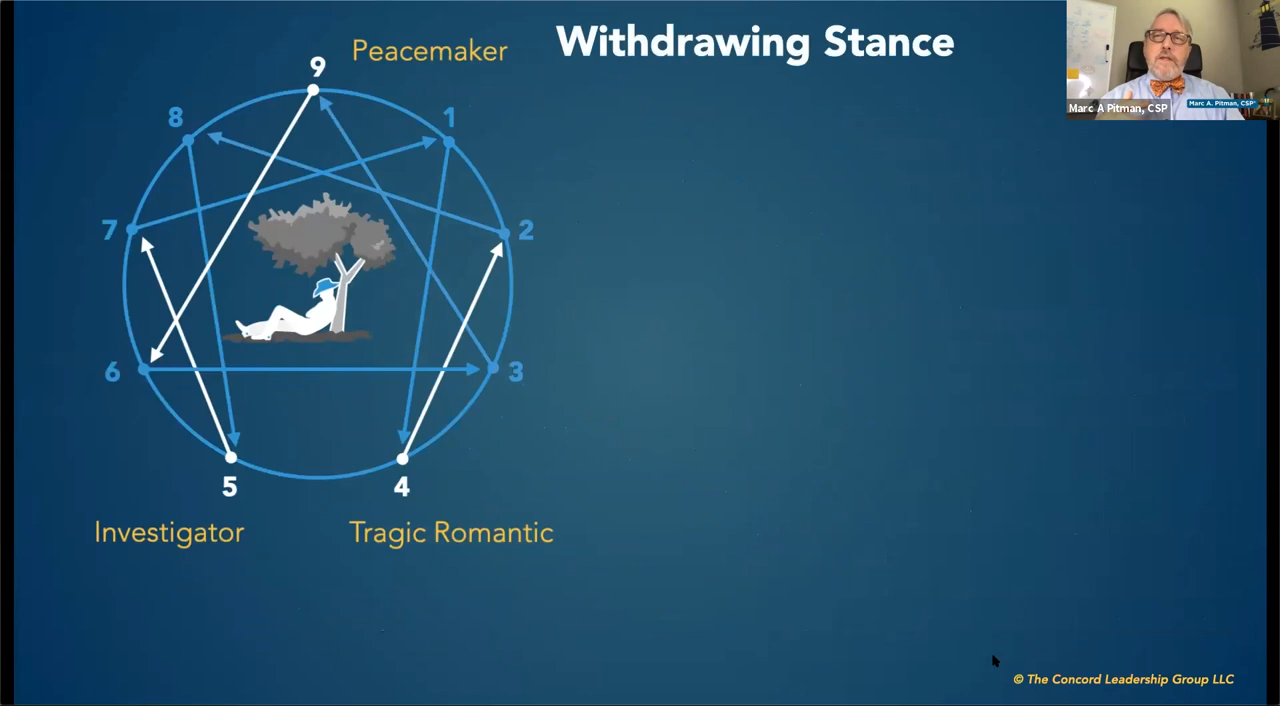 Withdrawing Stance
Peacemaker
9
8
1
7
2
6
3
5
4
Investigator
Tragic Romantic
Marc A Pitman, CSP
Marc A. Pitman, CSP
© The Concord Leadership Group LLC